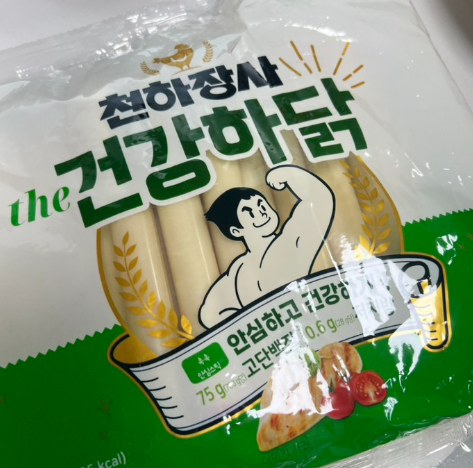 천하장사
the 건강하닭
안심하고 건강하
고단백
75 g
0.6 g
kcal)